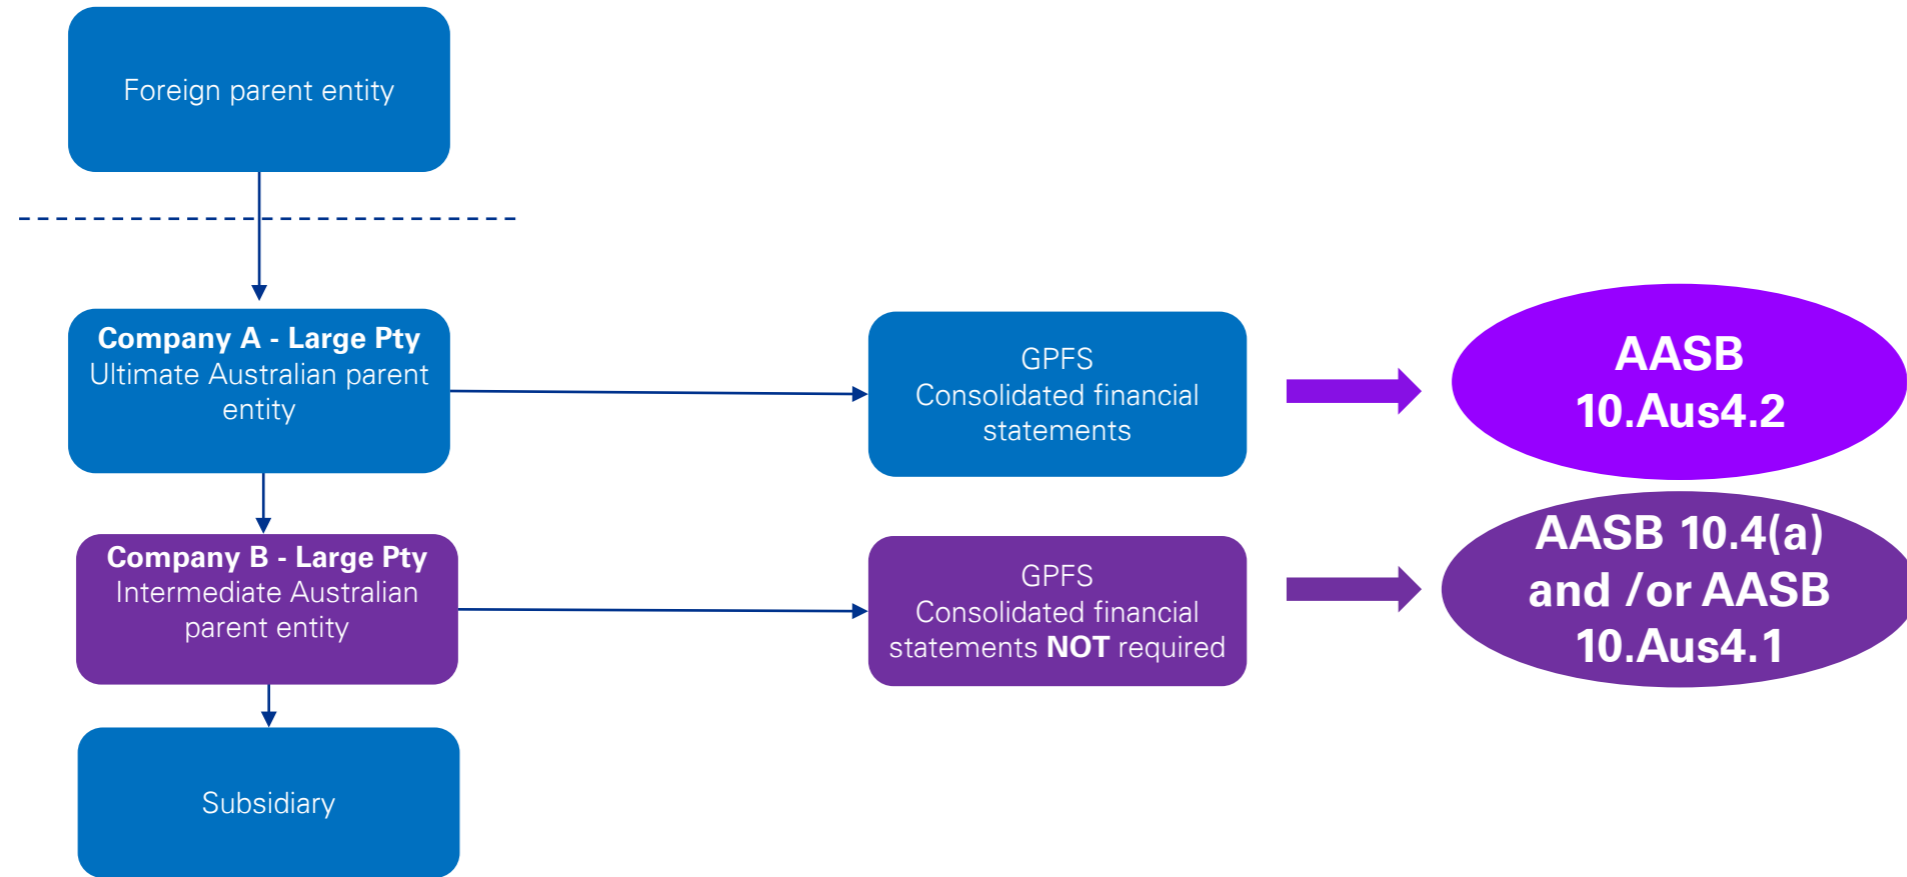 Foreign parent entity
Company A - Large Pty
Ultimate Australian parent
entity
GPFS
Consolidated financial
statements
AASB
10.Aus4.2
Company B - Large Pty
Intermediate Australian
parent entity
GPFS
Consolidated financial
statements NOT required
AASB 10.4(a)
and /or AASB
10.Aus4.1
Subsidiary